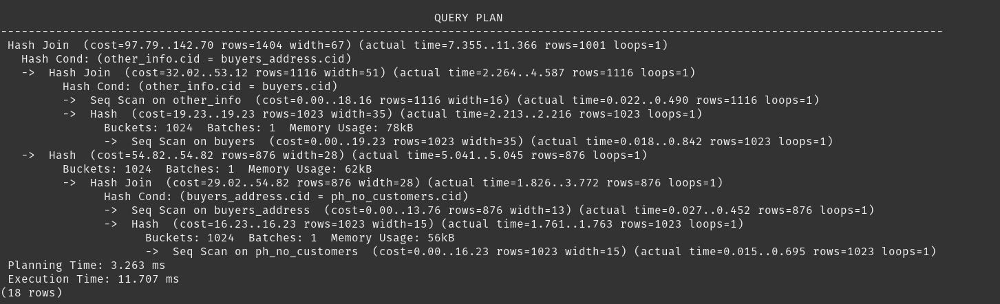 QUERY PLAN
-----------------------------------------------------------------------------------------------------------------------------------------
Hash Join  (cost=97.79..142.70 rows=1404 width=67) (actual time=7.355..11.366 rows=1001 loops=1)
  Hash Cond: (other_info.cid = buyers_address.cid)
  ->  Hash Join  (cost=32.02..53.12 rows=1116 width=51) (actual time=2.264..4.587 rows=1116 loops=1)
        Hash Cond: (other_info.cid = buyers.cid)
        ->  Seq Scan on other_info  (cost=0.00..18.16 rows=1116 width=16) (actual time=0.022..0.490 rows=1116 loops=1)
        ->  Hash  (cost=19.23..19.23 rows=1023 width=35) (actual time=2.213..2.216 rows=1023 loops=1)
              Buckets: 1024  Batches: 1  Memory Usage: 78kB
              ->  Seq Scan on buyers  (cost=0.00..19.23 rows=1023 width=35) (actual time=0.018..0.842 rows=1023 loops=1)
  ->  Hash  (cost=54.82..54.82 rows=876 width=28) (actual time=5.041..5.045 rows=876 loops=1)
        Buckets: 1024  Batches: 1  Memory Usage: 62kB
        ->  Hash Join  (cost=29.02..54.82 rows=876 width=28) (actual time=1.826..3.772 rows=876 loops=1)
              Hash Cond: (buyers_address.cid = ph_no_customers.cid)
              ->  Seq Scan on buyers_address  (cost=0.00..13.76 rows=876 width=13) (actual time=0.027..0.452 rows=876 loops=1)
              ->  Hash  (cost=16.23..16.23 rows=1023 width=15) (actual time=1.761..1.763 rows=1023 loops=1)
                    Buckets: 1024  Batches: 1  Memory Usage: 56kB
                    ->  Seq Scan on ph_no_customers  (cost=0.00..16.23 rows=1023 width=15) (actual time=0.015..0.695 rows=1023 loops=1)
Planning Time: 3.263 ms
Execution Time: 11.707 ms
(18 rows)